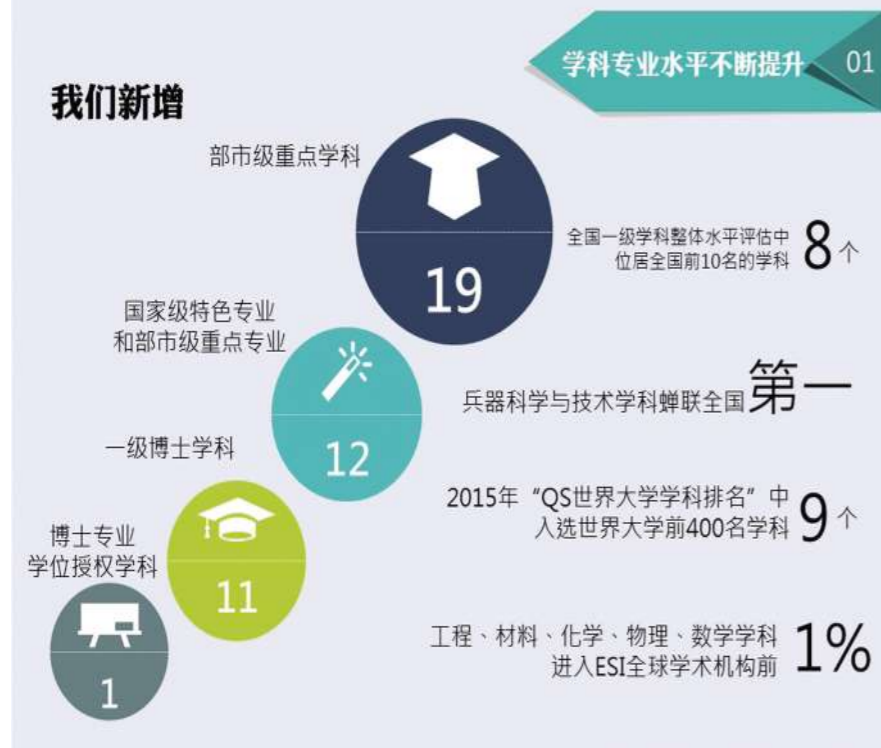 学科专业水平不断提升 01
我们新增
部市级重点学科
19
国家级特色专业
和部市级重点专业
12
一级博士学科
11
博士专业
学位授权学科
1
全国一级学科整体水平评估中
位居全国前10名的学科
8个
兵器科学与技术学科蝉联全国第一
2015年“QS世界大学学科排名”中
入选世界大学前400名学科
9个
工程、材料、化学、物理、数学学科
进入ESI全球学术机构前
1%